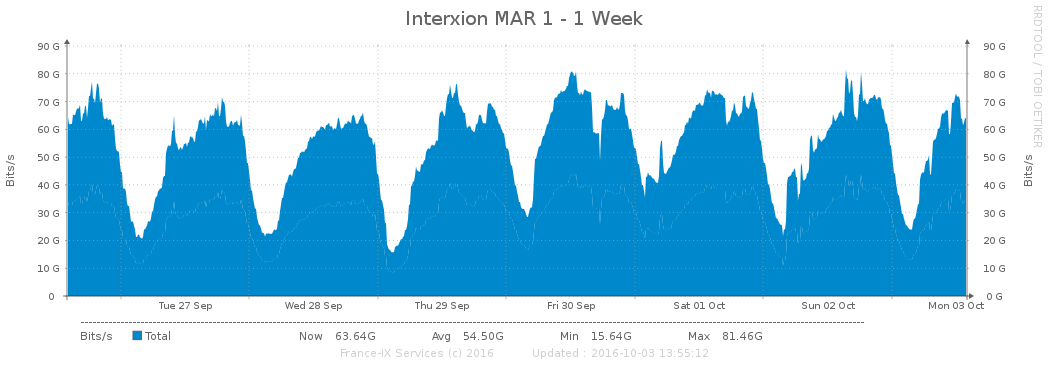 Interxion MAR 1 - 1 Week
RRDTOOL / TOBI OETIKER
Bits/s
90 G 90 G
80 G 80 G
70 G 70 G
60 G 60 G
50 G 50 G
40 G 40 G
30 G 30 G
20 G 20 G
10 G 10 G
0 0 G
Bits/s
Tue 27 Sep Wed 28 Sep Thu 29 Sep Fri 30 Sep Sat 01 Oct Sun 02 Oct Mon 03 Oct
Bits/s Total Now 63.64G Avg 54.50G Min 15.64G Max 81.46G
France-IX Services (c) 2016 Updated : 2016-10-03 13:55:12